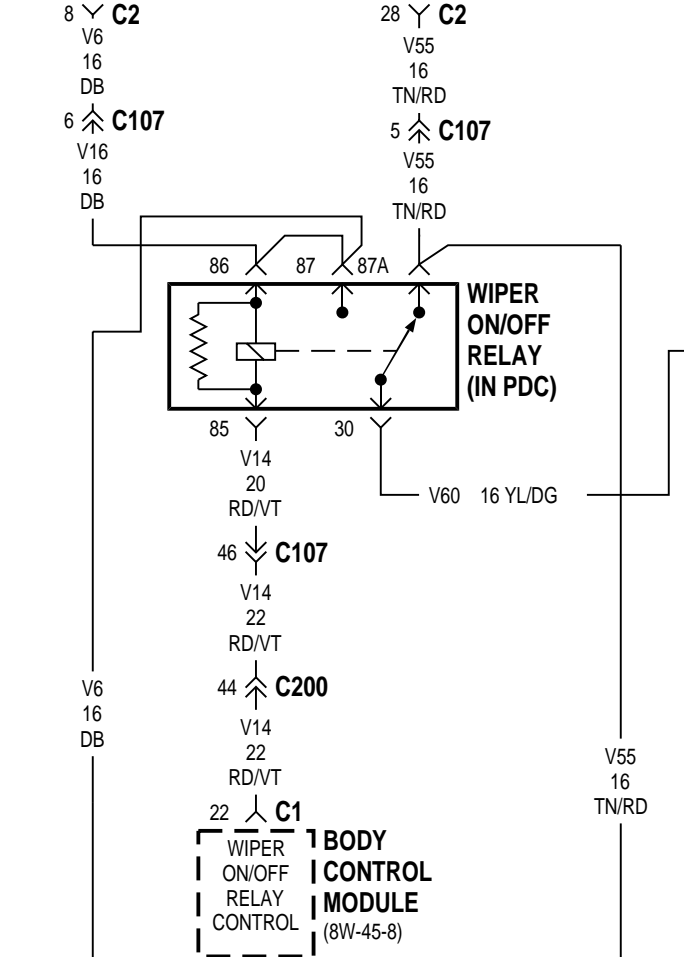 8 C2
V6
16
DB
6 C107
V16
16
DB
28 C2
V55
16
TN/RD
5 C107
V55
16
TN/RD
86 87 87A
WIPER
ON/OFF
RELAY
(IN PDC)
85 30
V14
20
RD/VT
V60 16 YL/DG
46 C107
V14
22
RD/VT
44 C200
V14
22
RD/VT
V6
16
DB
V55
16
TN/RD
22 C1
WIPER
ON/OFF
RELAY
CONTROL
BODY
CONTROL
MODULE
(8W-45-8)